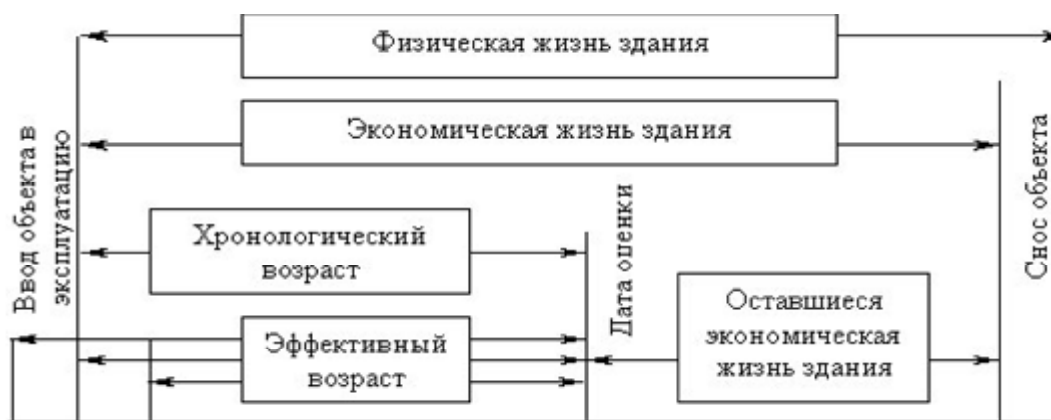 Физическая жизнь здания
Экономическая жизнь здания
Ввод объекта в
эксплуатацию
Хронологический
возраст
Эффективный
возраст
Дата оценки
Оставшиеся
экономическая
жизнь здания
Снос объекта